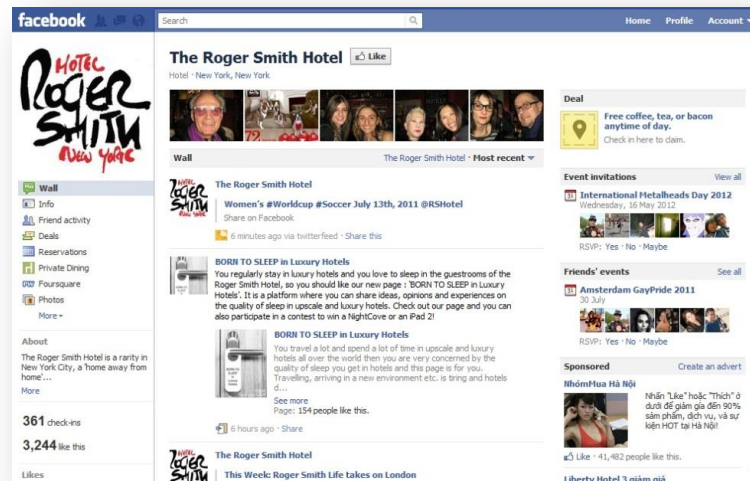 facebook
Search
Home Profile Account
HOTEL
ROGER
SMITH
New YORK
The Roger Smith Hotel
Like
Hotel · New York, New York
72
Wall
The Roger Smith Hotel · Most recent
Wall
Info
Friend activity
Deals
Reservations
Private Dining
Foursquare
Photos
More
About
The Roger Smith Hotel is a rarity in
New York City, a 'home away from
home'...
More
361 check-ins
3,244 like this
Likes
The Roger Smith Hotel
Women's #Worldcup #Soccer July 13th, 2011 @RSHotel
Share on Facebook
6 minutes ago via twitterfeed · Share this
BORN TO SLEEP in Luxury Hotels
You regularly stay in luxury hotels and you love to sleep in the guestrooms of the
Roger Smith Hotel, so you should like our new page : 'BORN TO SLEEP in Luxury
Hotels'. It is a platform where you can share ideas, opinions and experiences on
the quality of sleep in upscale and luxury hotels. Check out our page and you can
also participate in a contest to win a NightCove or an iPad 2!
BORN TO SLEEP in Luxury Hotels
You travel a lot and spend a lot of time in upscale and luxury
hotels all over the world then you are very concerned by the
quality of sleep you get in hotels and this page is for you.
Travelling, arriving in a new environment etc. is tiring and hotels
d...
See more
Page: 154 people like this.
6 hours ago · Share
The Roger Smith Hotel
This Week: Roger Smith Life takes on London
Deal
Free coffee, tea, or bacon
anytime of day.
Check in here to claim.
Event invitations
View all
31
International Metalheads Day 2012
Wednesday, 16 May 2012
RSVP: Yes · No · Maybe
Friends' events
See all
31
Amsterdam GayPride 2011
30 July
RSVP: Yes · No · Maybe
Sponsored
Create an advert
NhómMua Hà Nội
Nhấn "Like" hoặc "Thích" ở
dưới để giảm giá đến 90%
sản phẩm, dịch vụ, và sự
kiện HOT tại Hà Nội!
Like · 41,482 people like this.
Liberty Hotel 3 giảm giá